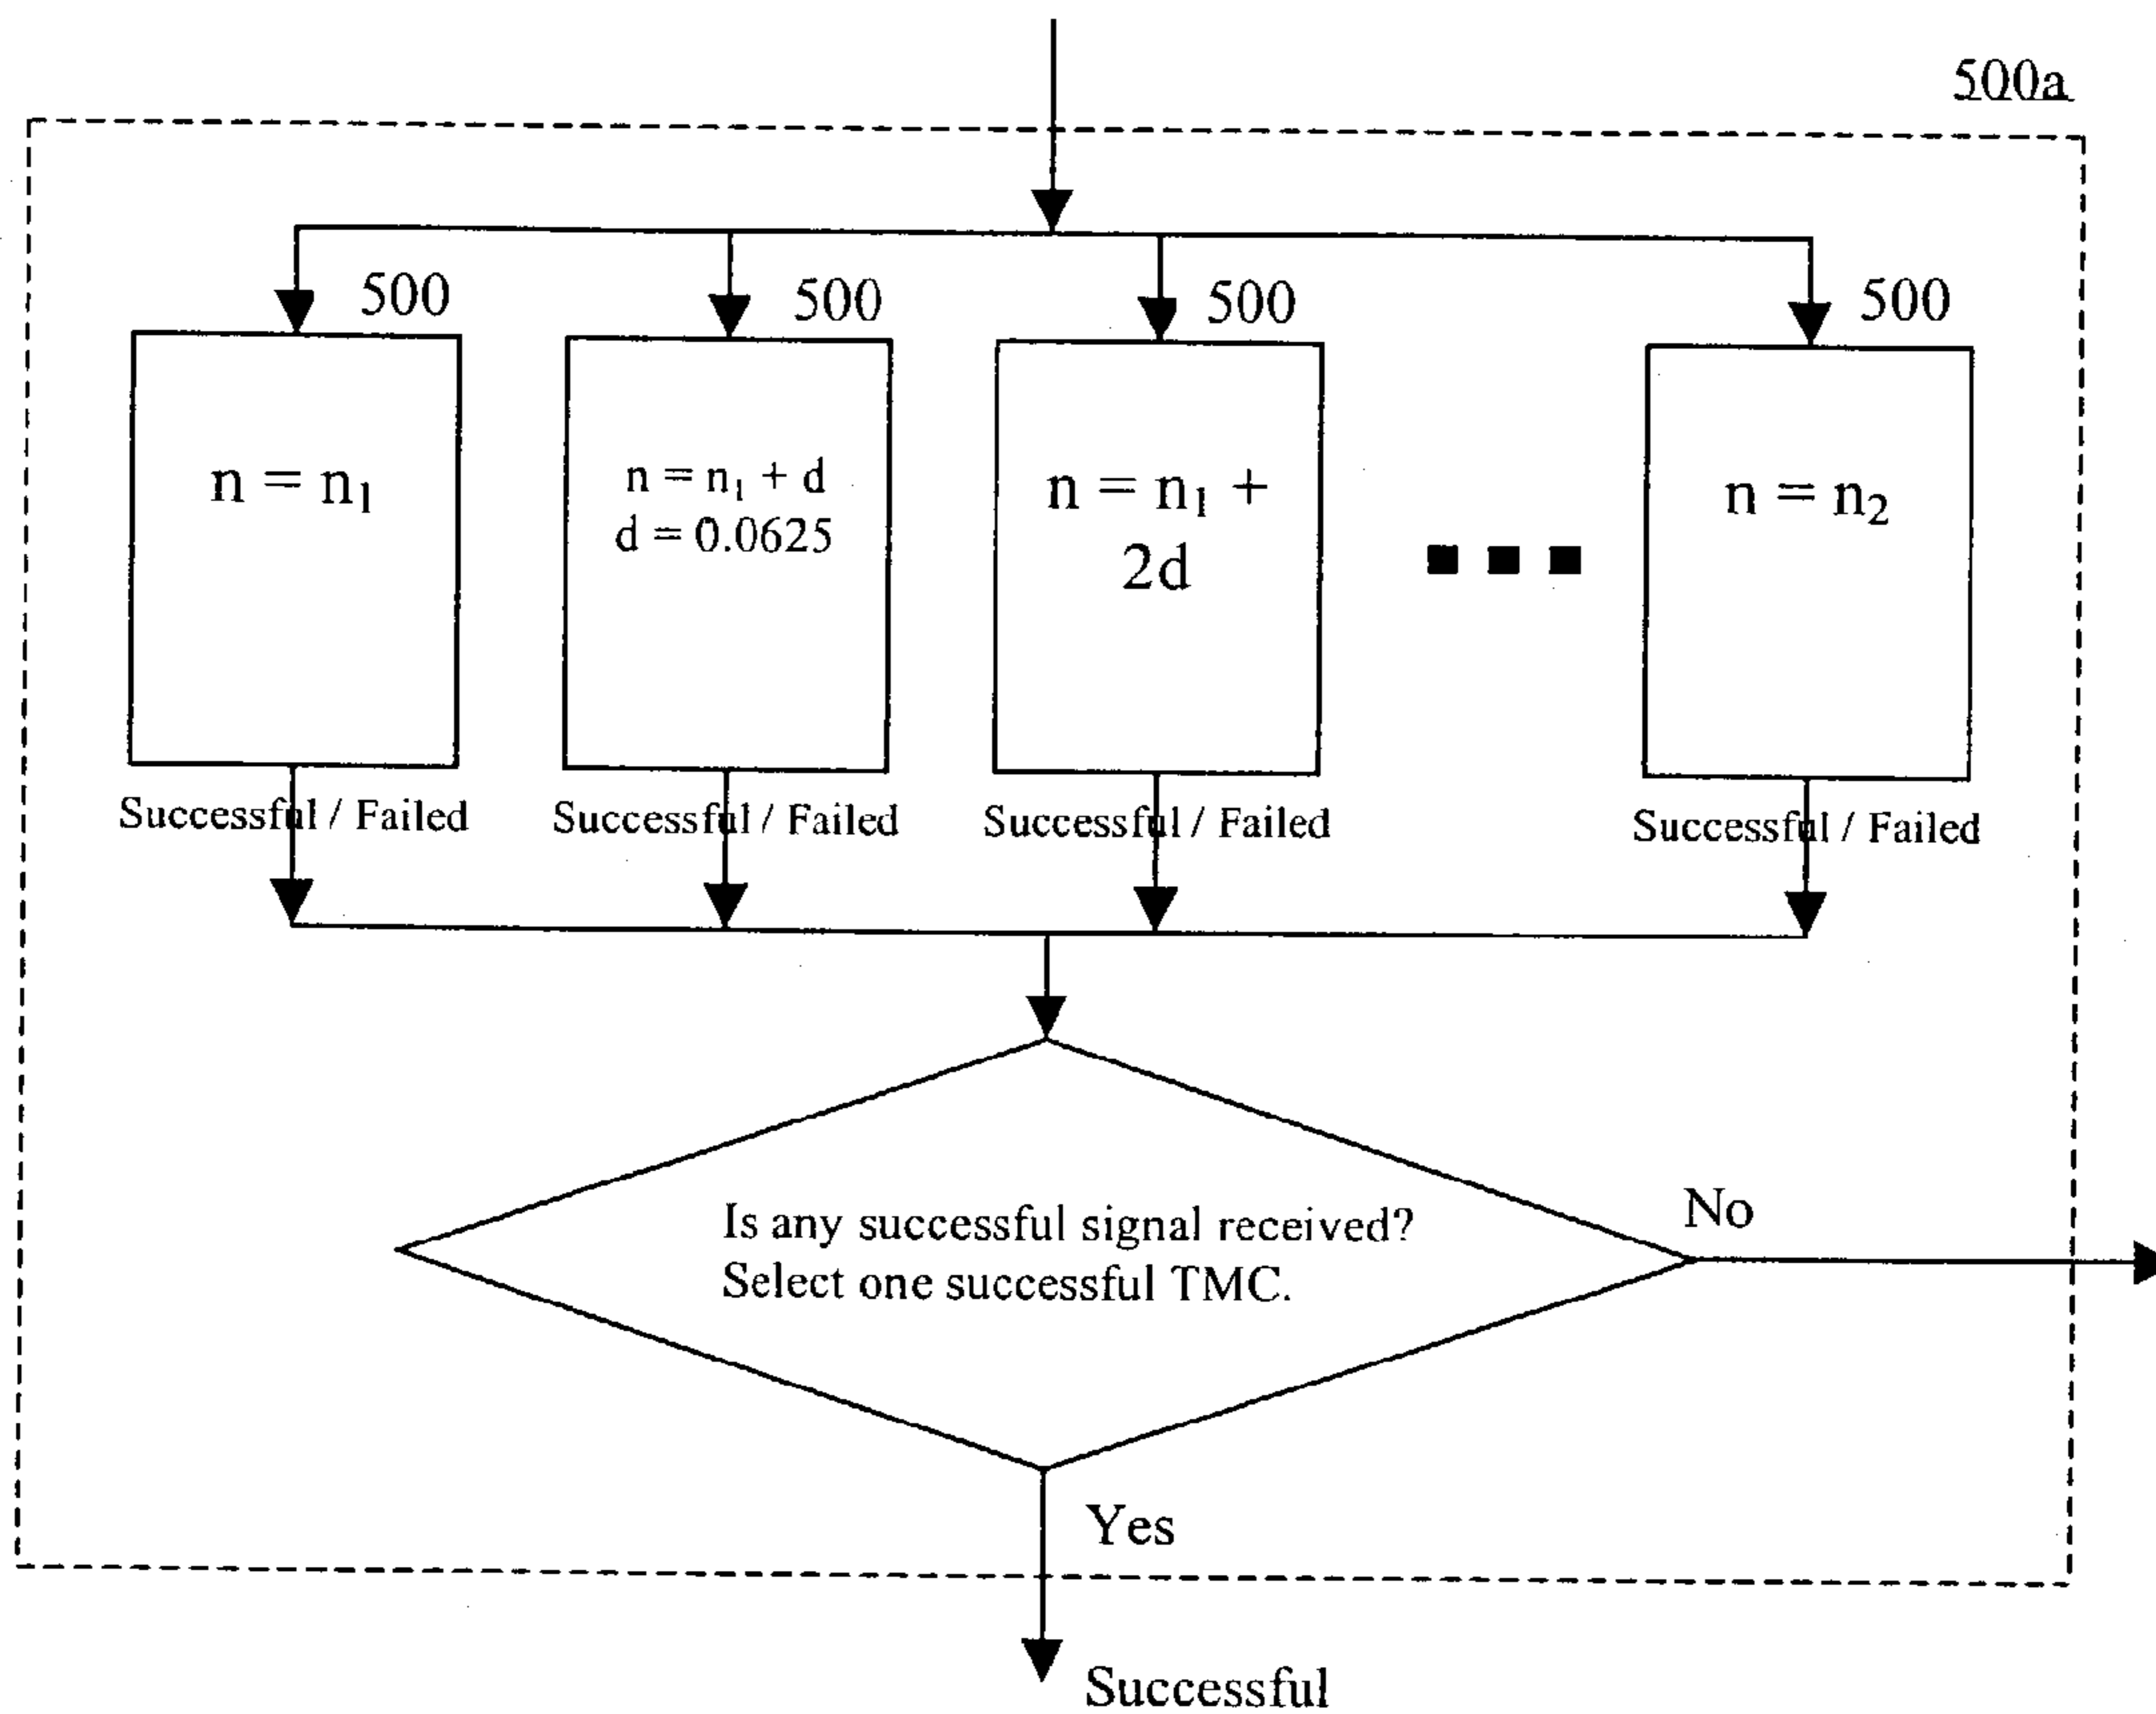 500a
500
500
500
500
n = n₁
n = n₁ + d
d = 0.0625
n = n₁ +
2d
n = n₂
Successful / Failed
Successful / Failed
Successful / Failed
Successful / Failed
Is any successful signal received?
Select one successful TMC.
No
Yes
Successful